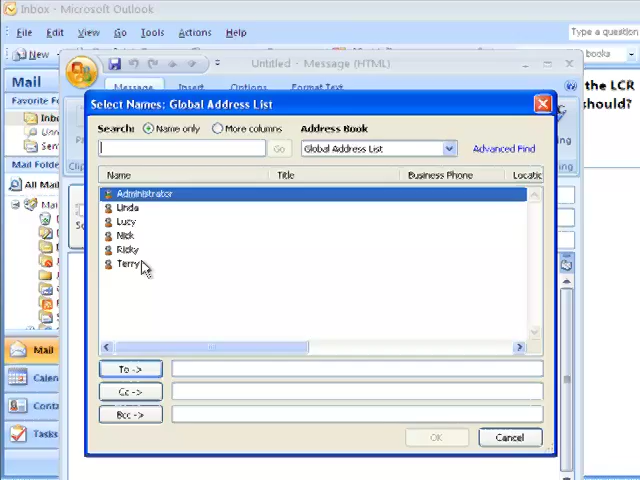 Inbox - Microsoft Outlook
File Edit View Go Tools Actions Help
Type a question
New
books
Untitled - Message (HTML)
Mail
Message Insert Options Format Text
the LCR
should?
Favorite Fo
Inbo
Unre
Sent
Mail Folde
All Mai
Select Names: Global Address List
Search: Name only More columns Address Book
Go Global Address List Advanced Find
Name Title Business Phone Locatio
Administrator
Linda
Lucy
Nick
Ricky
Terry
To ->
Cc ->
Bcc ->
OK Cancel
Mail
Calen
Conta
Tasks